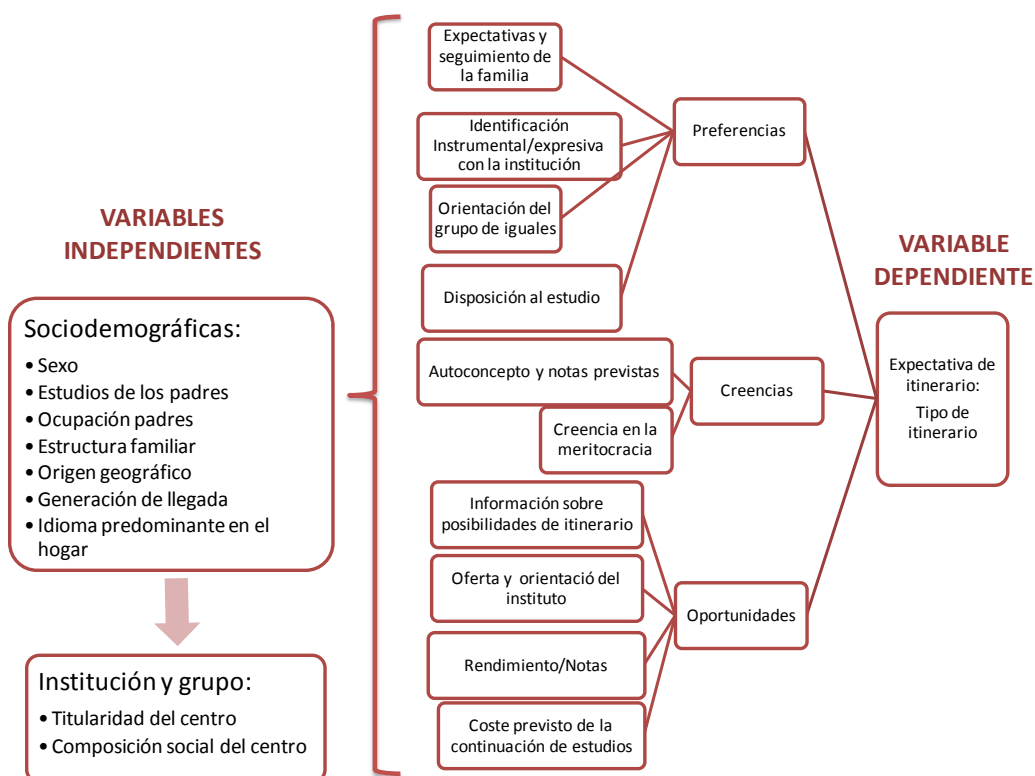 VARIABLES
INDEPENDIENTES
Sociodemográficas:
• Sexo
• Estudios de los padres
• Ocupación padres
• Estructura familiar
• Origen geográfico
• Generación de llegada
• Idioma predominante en el
hogar
Institución y grupo:
• Titularidad del centro
• Composición social del centro
Expectativas y
seguimiento de
la familia
Identificación
Instrumental/expresiva
con la institución
Orientación del
grupo de iguales
Disposición al estudio
Autoconcepto y notas previstas
Creencia en la
meritocracia
Información sobre
posibilidades de itinerario
Oferta y orientació del
instituto
Rendimiento/Notas
Coste previsto de la
continuación de estudios
Preferencias
Creencias
Oportunidades
VARIABLE
DEPENDIENTE
Expectativa de
itinerario:
Tipo de
itinerario